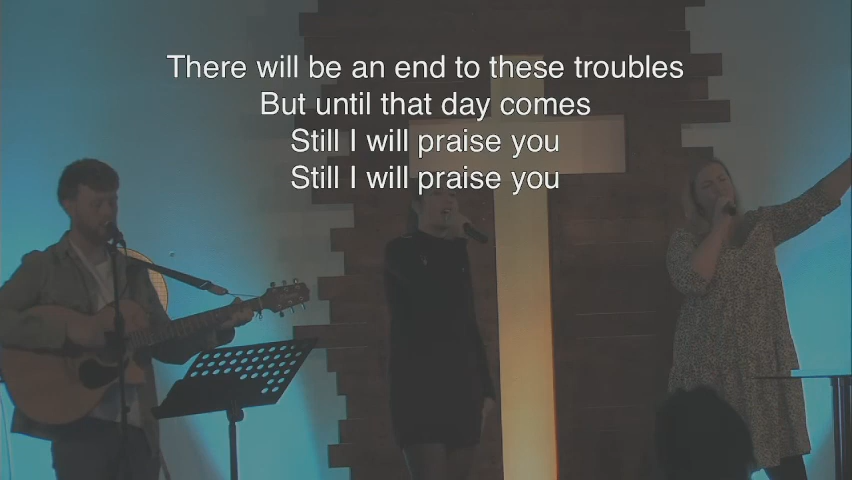 There will be an end to these troubles
But until that day comes
Still I will praise you
Still I will praise you